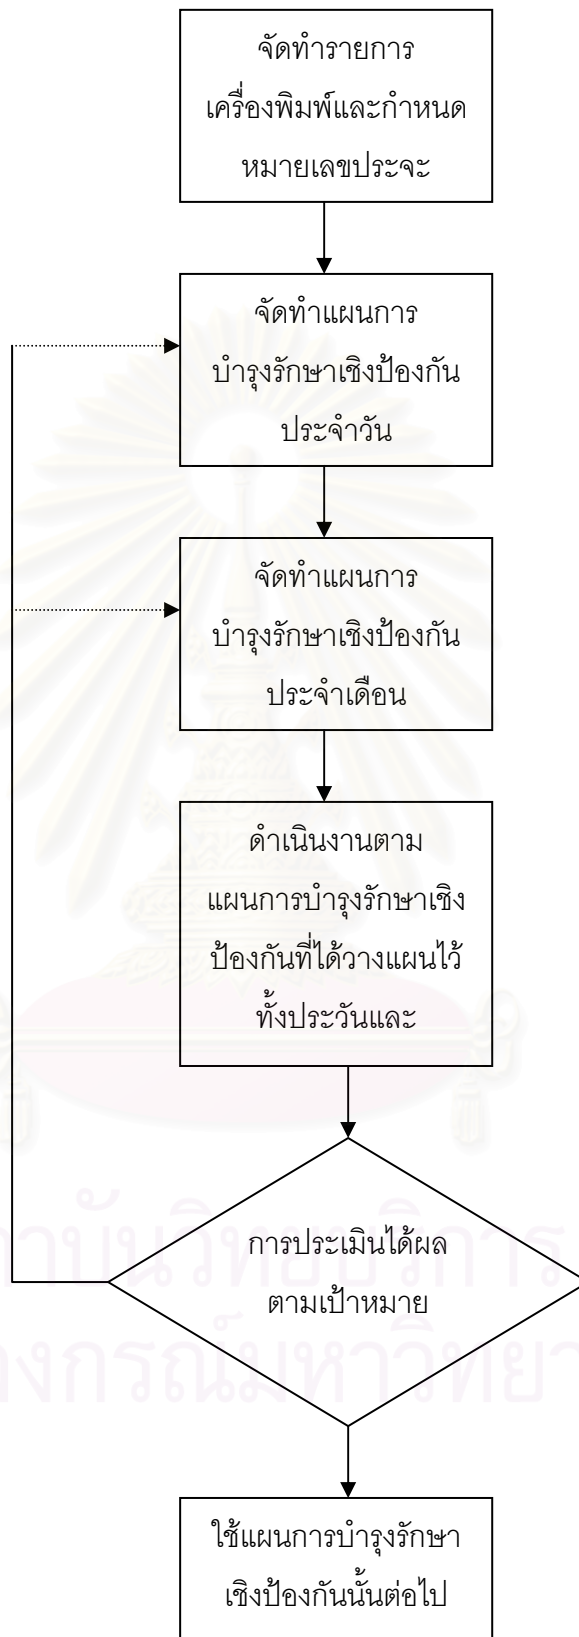 จัดทำรายการ
เครื่องพิมพ์และกำหนด
หมายเลขประจะ
จัดทำแผนการ
บำรุงรักษาเชิงป้องกัน
ประจำวัน
จัดทำแผนการ
บำรุงรักษาเชิงป้องกัน
ประจำเดือน
ดำเนินงานตาม
แผนการบำรุงรักษาเชิง
ป้องกันที่ได้วางแผนไว้
ทั้งประวันและ
การประเมินได้ผล
ตามเป้าหมาย
ใช้แผนการบำรุงรักษา
เชิงป้องกันนั้นต่อไป